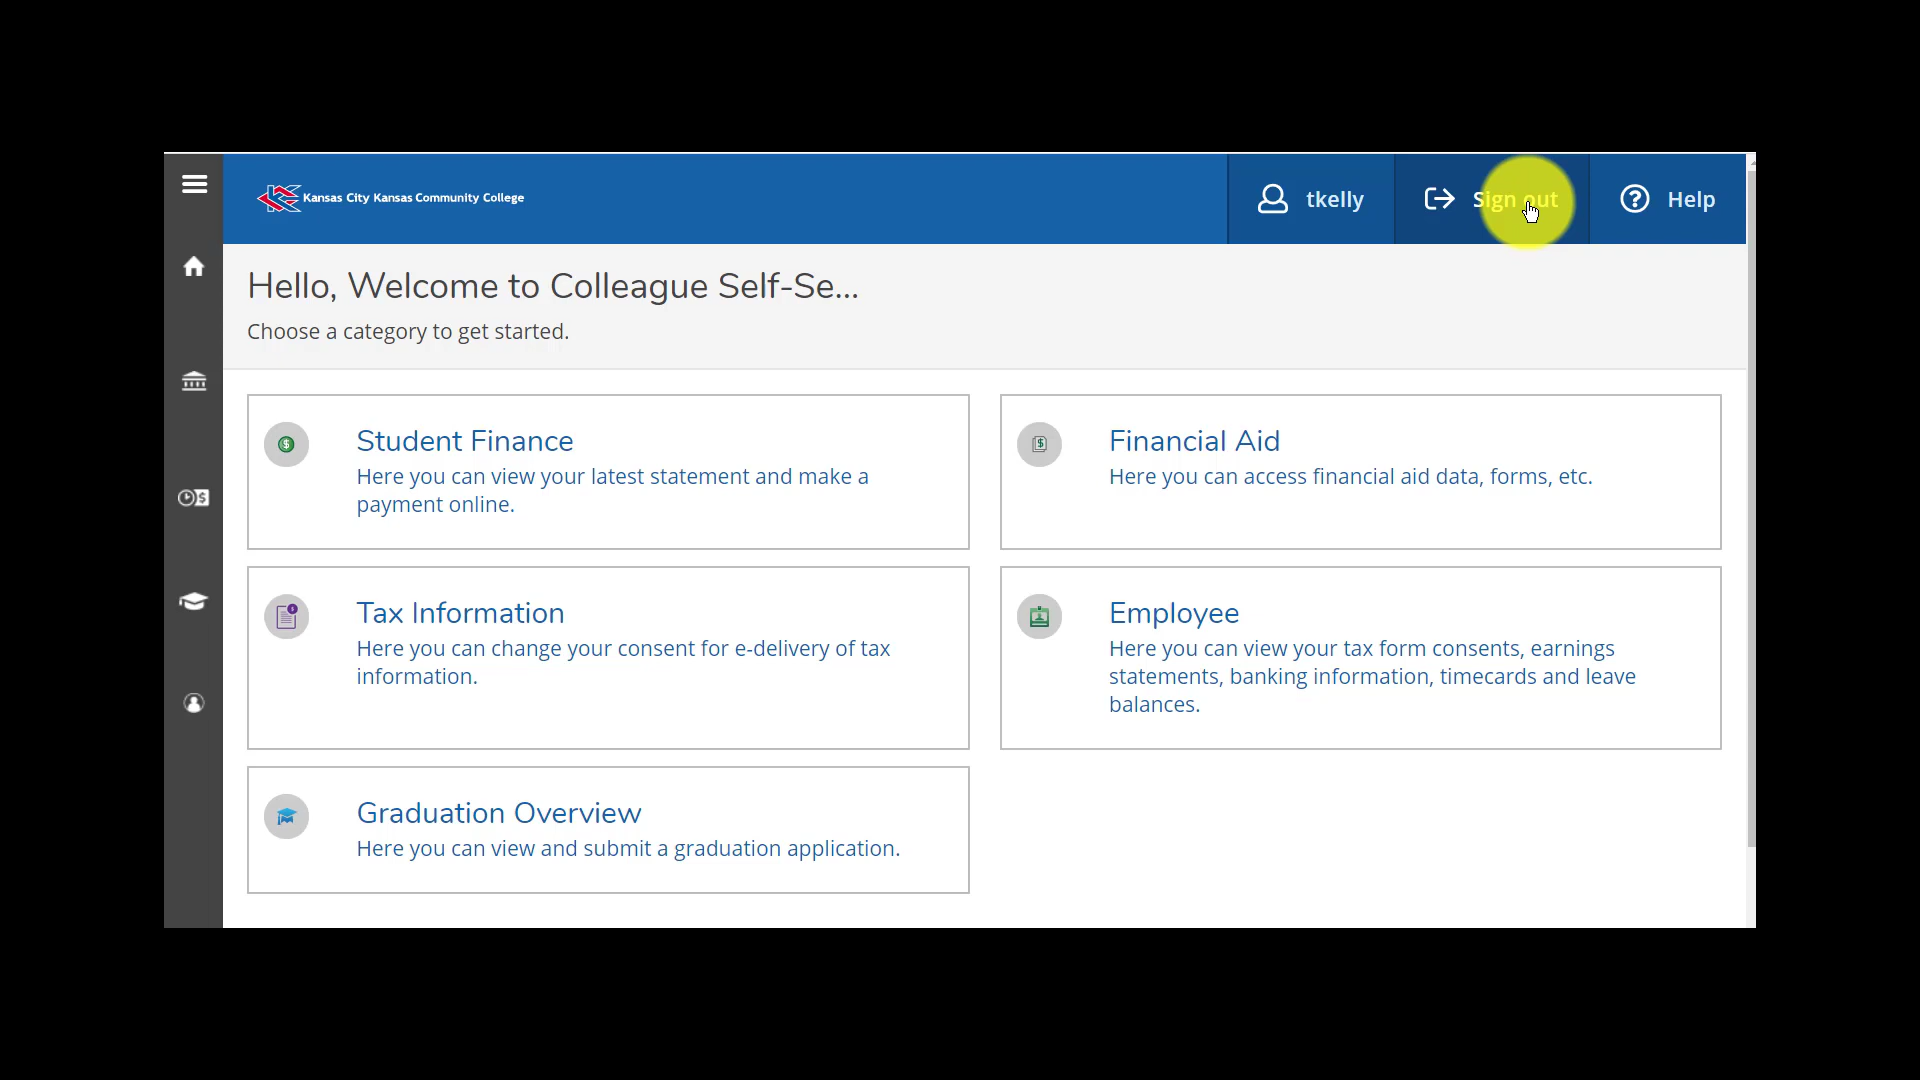 Kansas City Kansas Community College
tkelly
Sign out
Help
Hello, Welcome to Colleague Self-Se...
Choose a category to get started.
Student Finance
Here you can view your latest statement and make a
payment online.
Financial Aid
Here you can access financial aid data, forms, etc.
Tax Information
Here you can change your consent for e-delivery of tax
information.
Employee
Here you can view your tax form consents, earnings
statements, banking information, timecards and leave
balances.
Graduation Overview
Here you can view and submit a graduation application.